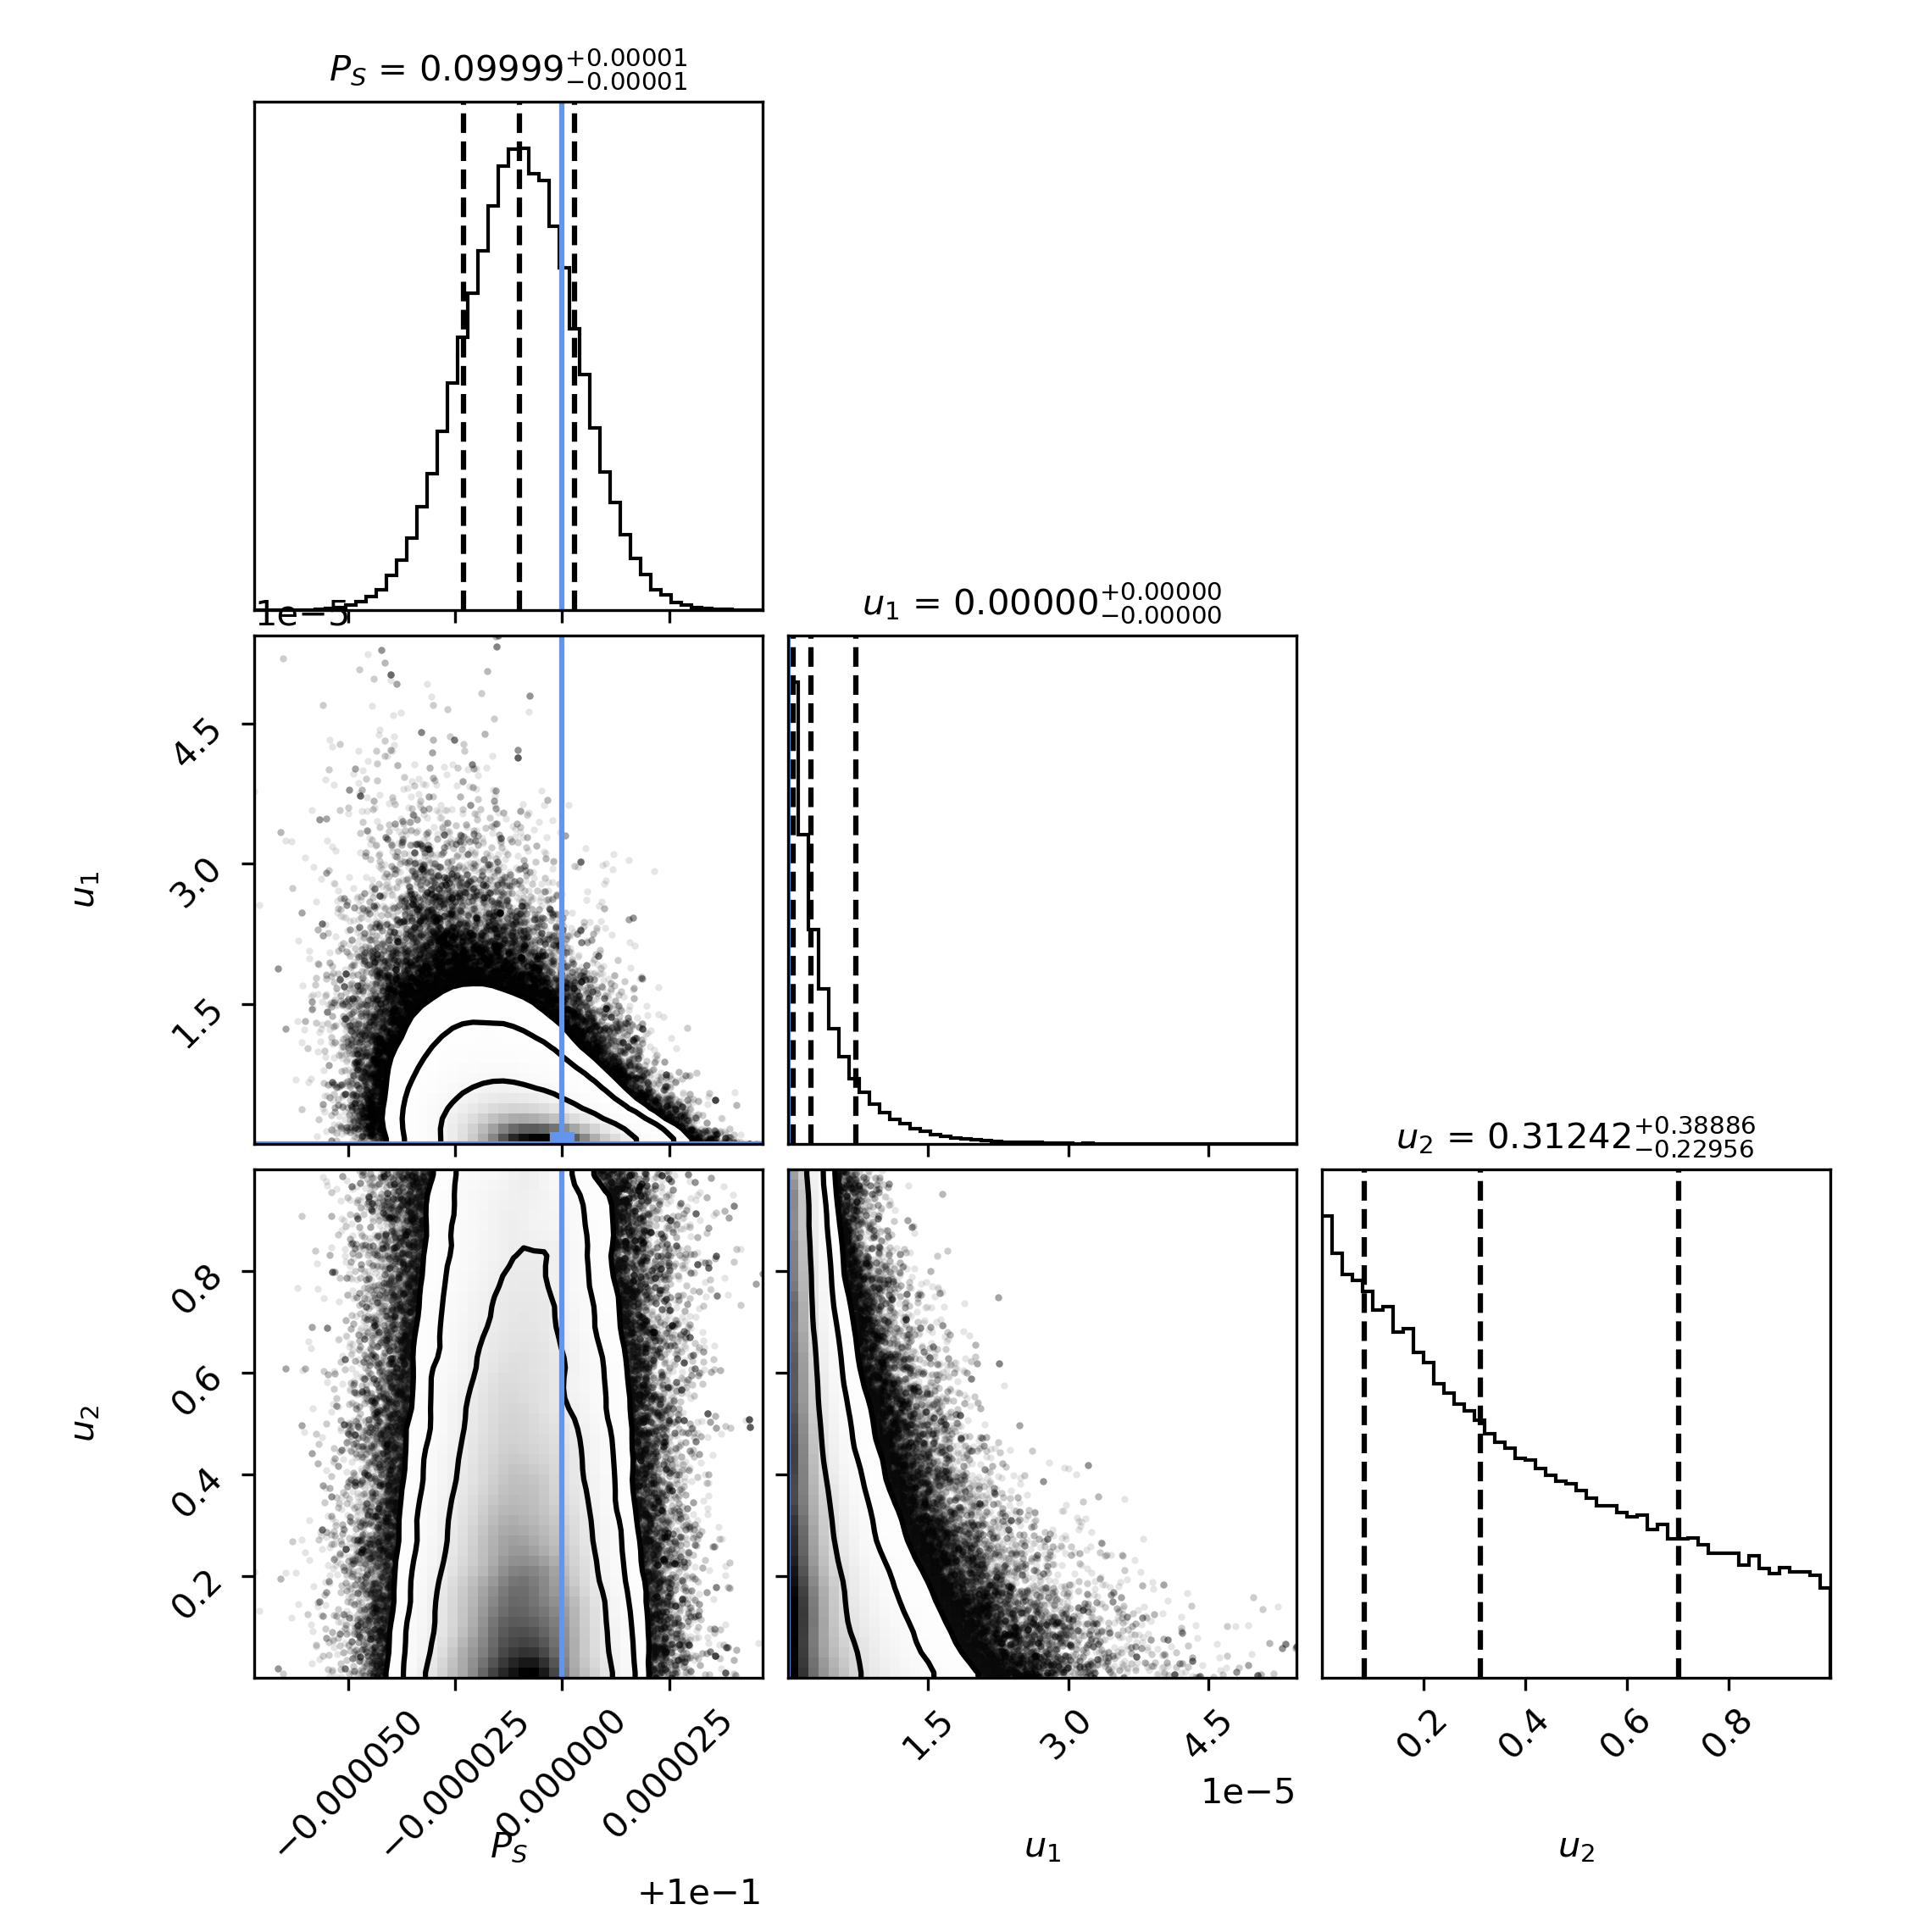 P_S = 0.09999 +0.00001 −0.00001
1e−5
u_1 = 0.00000 +0.00000 −0.00000
4.5
3.0
1.5
u_1
u_2 = 0.31242 +0.38886 −0.22956
0.8
0.6
0.4
0.2
u_2
−0.000050 −0.000025 0.000000 0.000025
1.5 3.0 4.5
0.2 0.4 0.6 0.8
1e−5
P_S u_1 u_2
+1e−1